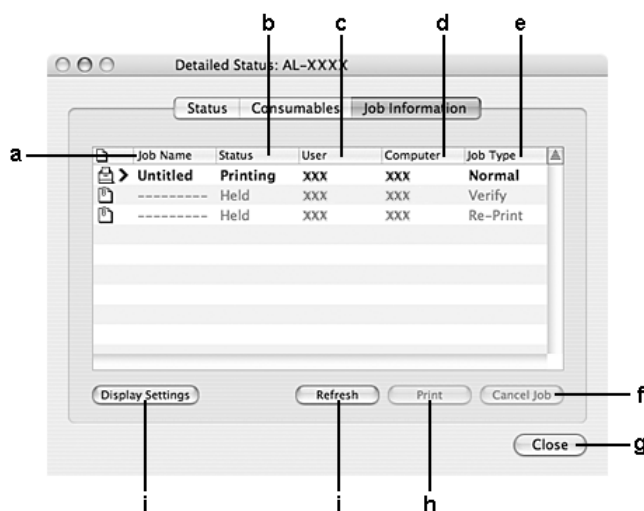 b c d e
Detailed Status: AL-XXXX
Status Consumables Job Information
a
Job Name Status User Computer Job Type
Untitled Printing XXX XXX Normal
--------- Held XXX XXX Verify
--------- Held XXX XXX Re-Print
Display Settings Refresh Print Cancel Job f
Close g
j i h